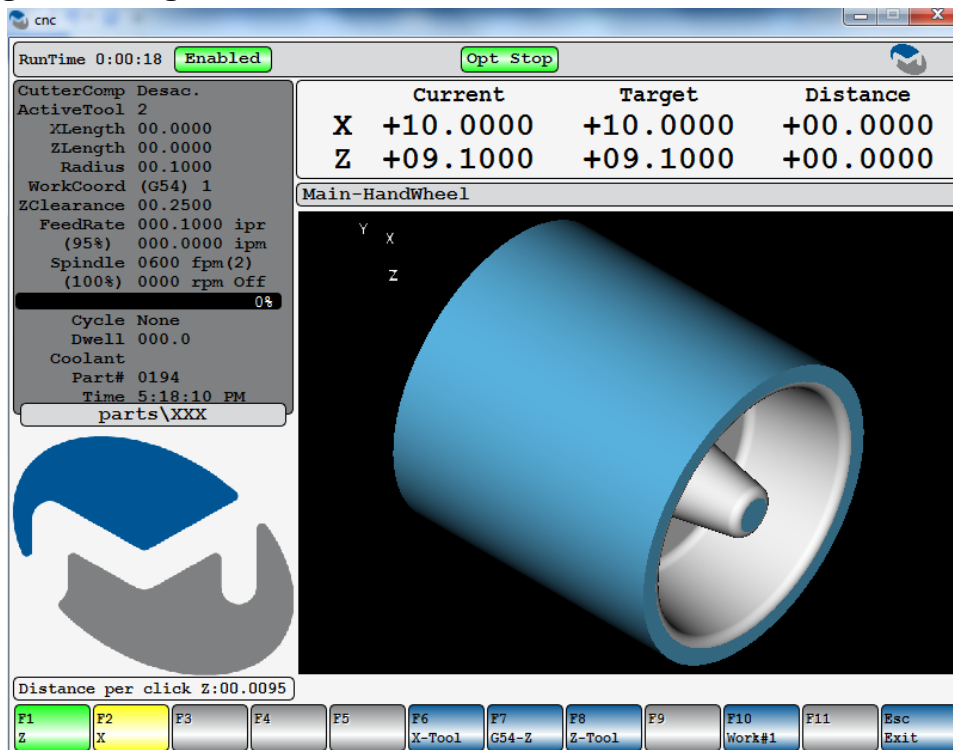 cnc
RunTime 0:00:18 Enabled Opt Stop
CutterComp Desac.
ActiveTool 2
XLength 00.0000
ZLength 00.0000
Radius 00.1000
WorkCoord (G54) 1
ZClearance 00.2500
FeedRate 000.1000 ipr
(95%) 000.0000 ipm
Spindle 0600 fpm(2)
(100%) 0000 rpm Off
0%
Cycle None
Dwell 000.0
Coolant
Part# 0194
Time 5:18:10 PM
parts\XXX
Current Target Distance
X +10.0000 +10.0000 +00.0000
Z +09.1000 +09.1000 +00.0000
Main-HandWheel
Y X
Z
Distance per click Z:00.0095
F1 F2 F3 F4 F5 F6 F7 F8 F9 F10 F11 Esc
Z X X-Tool G54-Z Z-Tool Work#1 Exit